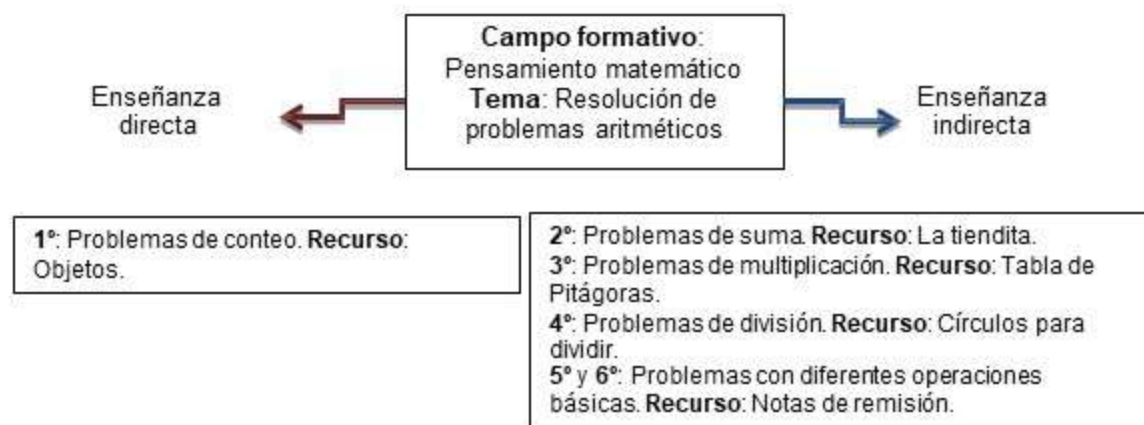 Campo formativo:
Pensamiento matemático
Tema: Resolución de
problemas aritméticos
Enseñanza
directa
Enseñanza
indirecta
1º: Problemas de conteo. Recurso:
Objetos.
2º: Problemas de suma. Recurso: La tiendita.
3º: Problemas de multiplicación. Recurso: Tabla de
Pitágoras.
4º: Problemas de división. Recurso: Círculos para
dividir.
5º y 6º: Problemas con diferentes operaciones
básicas. Recurso: Notas de remisión.